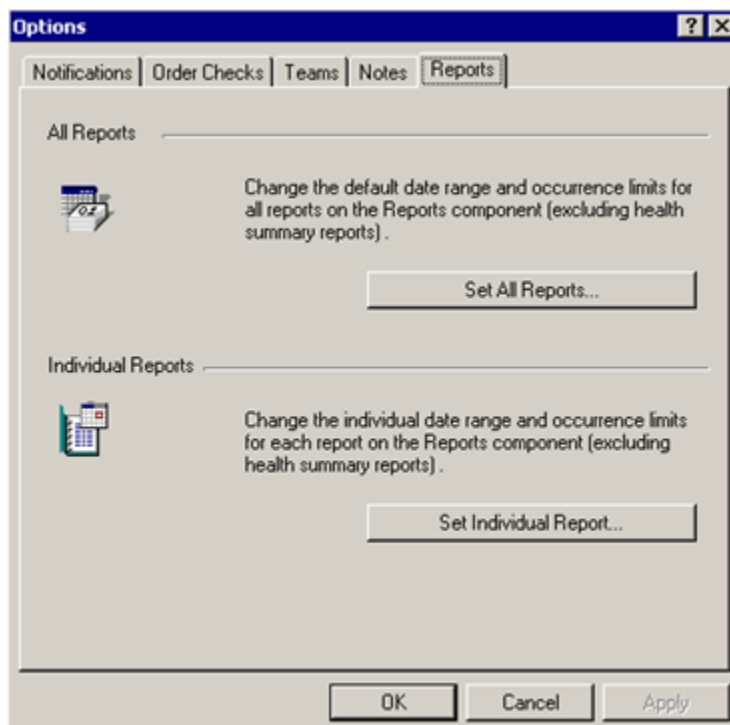 Options
Notifications Order Checks Teams Notes Reports
All Reports
Change the default date range and occurrence limits for
all reports on the Reports component (excluding health
summary reports) .
Set All Reports...
Individual Reports
Change the individual date range and occurrence limits
for each report on the Reports component (excluding
health summary reports) .
Set Individual Report...
OK Cancel Apply